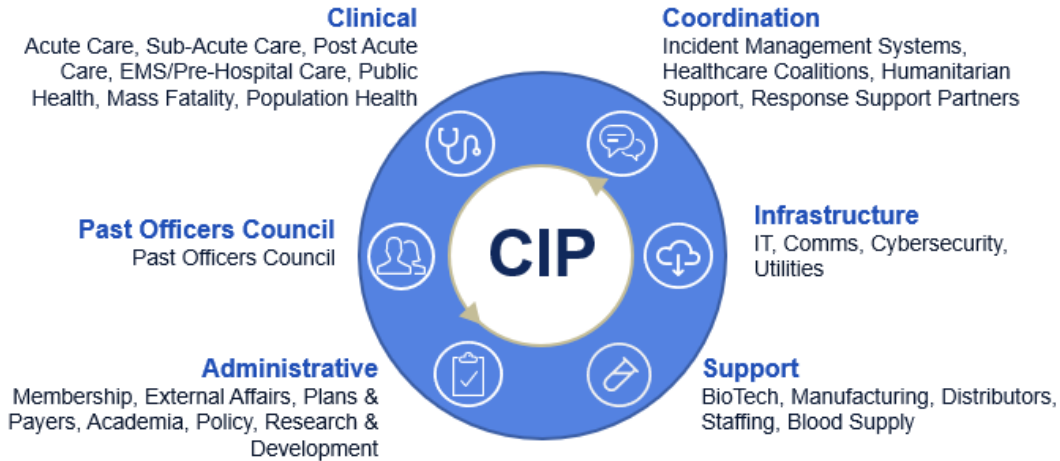 Clinical
Acute Care, Sub-Acute Care, Post Acute
Care, EMS/Pre-Hospital Care, Public
Health, Mass Fatality, Population Health
Coordination
Incident Management Systems,
Healthcare Coalitions, Humanitarian
Support, Response Support Partners
Past Officers Council
Past Officers Council
CIP
Infrastructure
IT, Comms, Cybersecurity,
Utilities
Administrative
Membership, External Affairs, Plans &
Payers, Academia, Policy, Research &
Development
Support
BioTech, Manufacturing, Distributors,
Staffing, Blood Supply